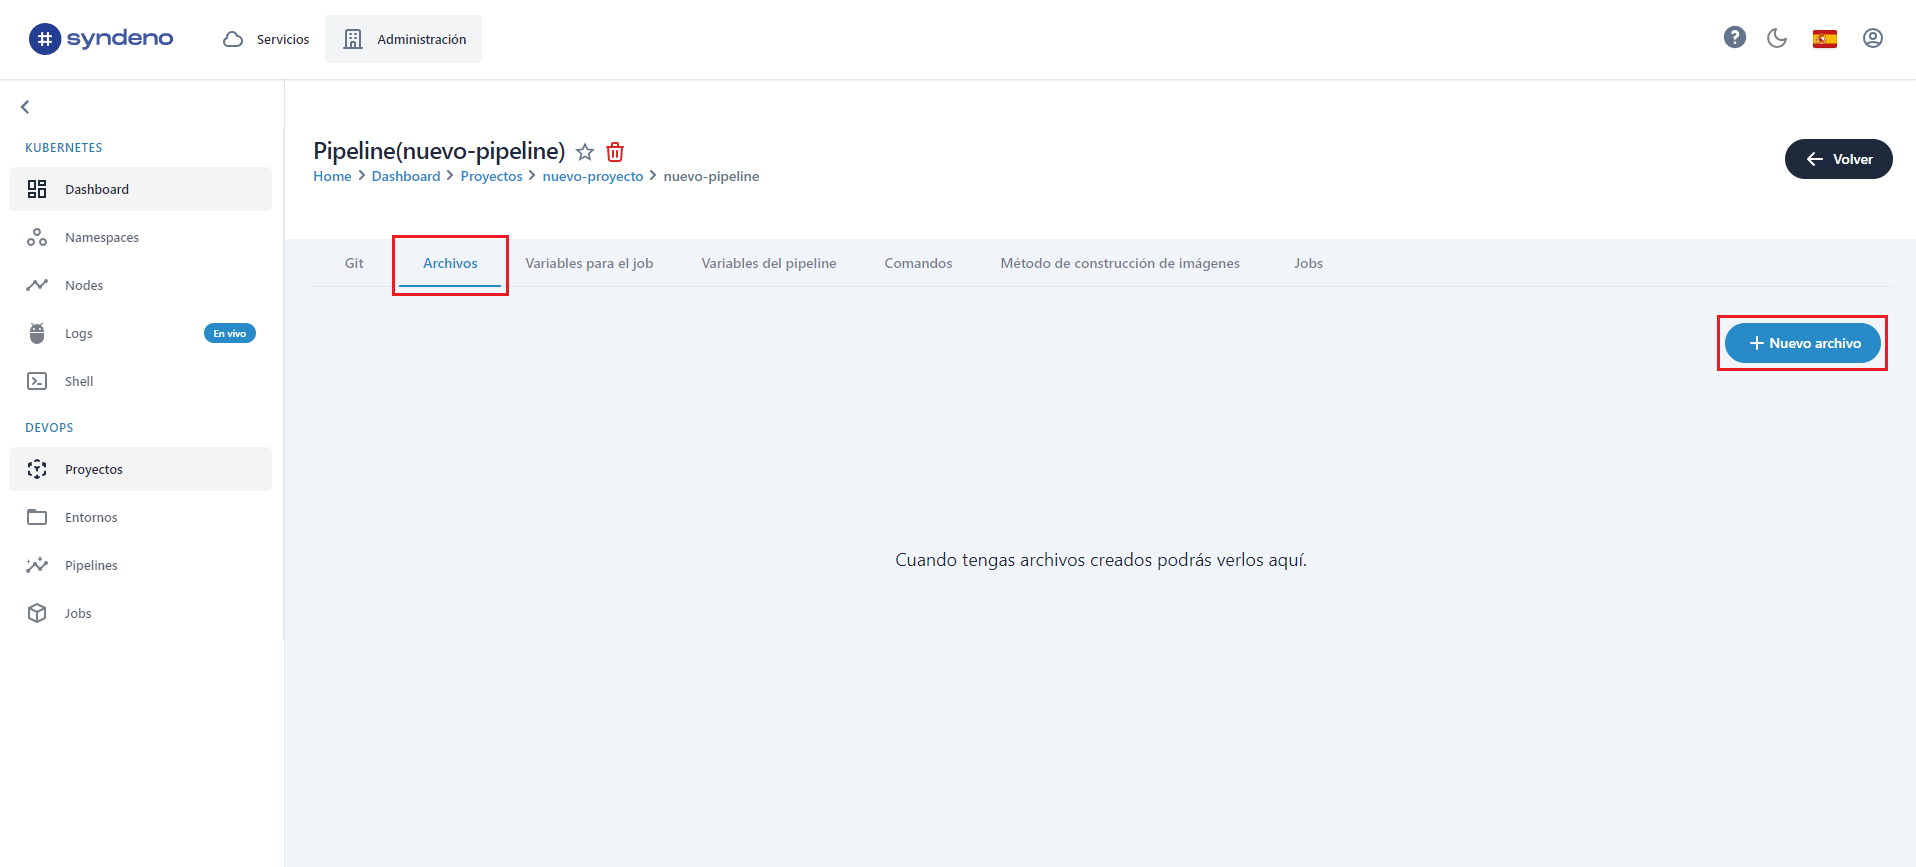 # syndeno
Servicios
Administración
?
KUBERNETES
Dashboard
Namespaces
Nodes
Logs
En vivo
Shell
DEVOPS
Proyectos
Entornos
Pipelines
Jobs
Pipeline(nuevo-pipeline)
Home > Dashboard > Proyectos > nuevo-proyecto > nuevo-pipeline
Volver
Git Archivos Variables para el job Variables del pipeline Comandos Método de construcción de imágenes Jobs
+ Nuevo archivo
Cuando tengas archivos creados podrás verlos aquí.